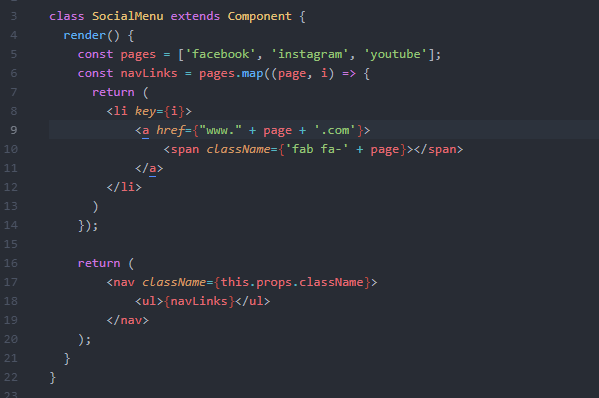 3 class SocialMenu extends Component {
4   render() {
5     const pages = ['facebook', 'instagram', 'youtube'];
6     const navLinks = pages.map((page, i) => {
7       return (
8         <li key={i}>
9             <a href={"www." + page + '.com'}>
10                 <span className={'fab fa-' + page}></span>
11             </a>
12         </li>
13       )
14     });
15
16     return (
17         <nav className={this.props.className}>
18             <ul>{navLinks}</ul>
19         </nav>
20     );
21   }
22 }
23